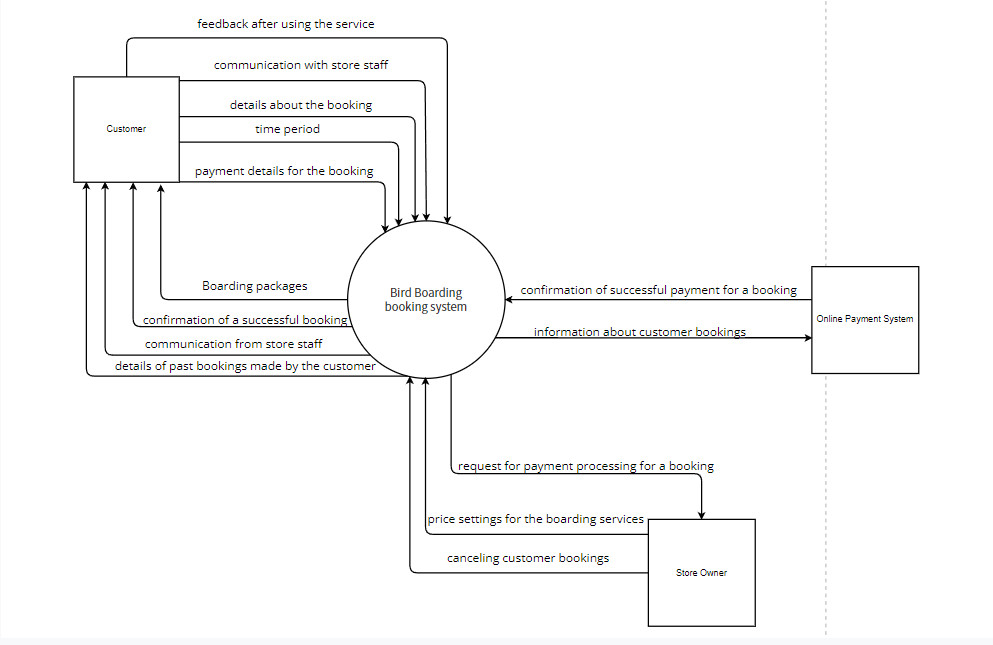 feedback after using the service
communication with store staff
details about the booking
Customer
time period
payment details for the booking
Boarding packages
Bird Boarding
booking system
confirmation of successful payment for a booking
confirmation of a successful booking
Online Payment System
information about customer bookings
communication from store staff
details of past bookings made by the customer
request for payment processing for a booking
price settings for the boarding services
canceling customer bookings
Store Owner